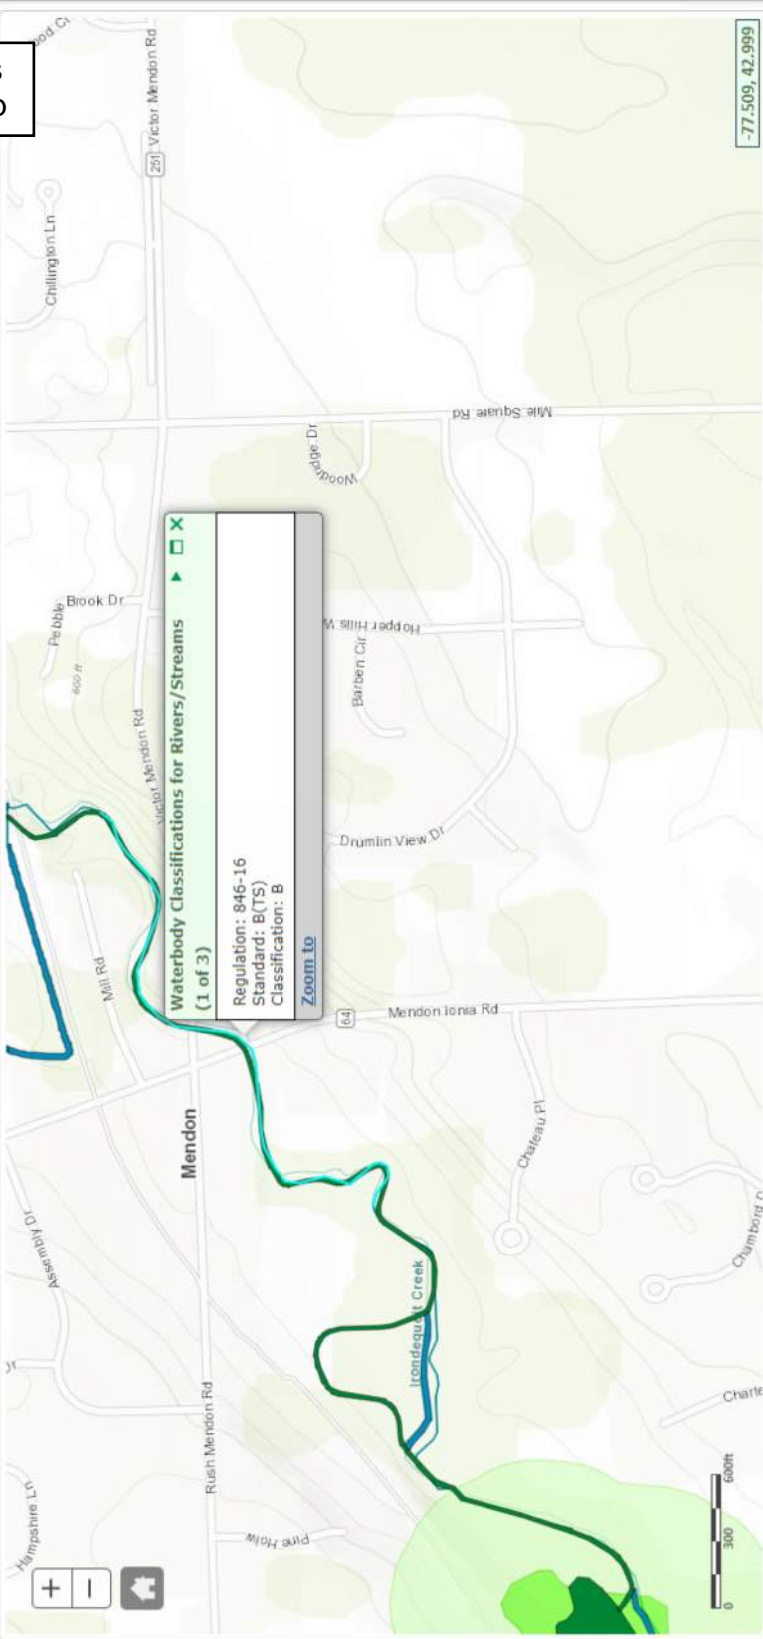 251
Victor Mendon Rd
Chillington Ln
-77.509, 42.999
Mile Square Rd
Woodridge Dr
Pebble
Brook Dr
600 ft
Hopper Hills W
Barben Cir
Victor Mendon Rd
Waterbody Classifications for Rivers/Streams
(1 of 3)
Regulation: 846-16
Standard: B(TS)
Classification: B
Zoom to
Drumlin View Dr
Mill Rd
64
Mendon Ionia Rd
Mendon
Chateau Pl
Assembly Dr
Irondequoit Creek
Rush Mendon Rd
Pine Holw
Hampshire Ln
+
−
0
300
600ft